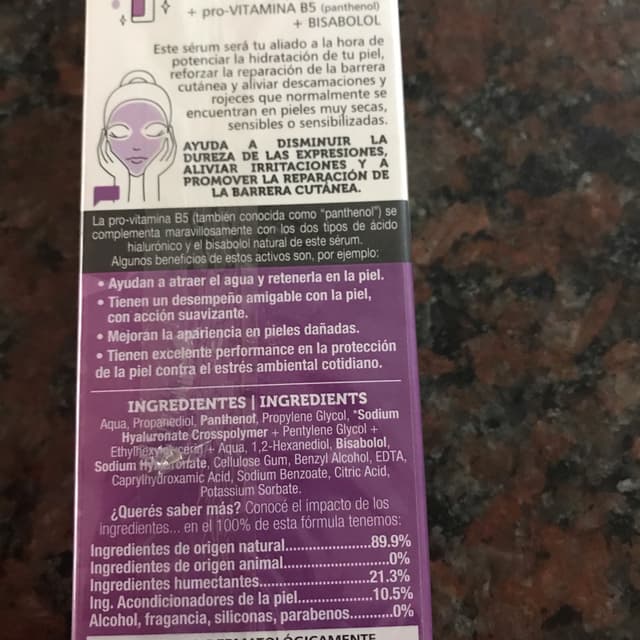 + pro-VITAMINA B5 (panthenol)
+ BISABOLOL
Este sérum será tu aliado a la hora de
potenciar la hidratación de tu piel,
reforzar la reparación de la barrera
cutánea y aliviar descamaciones y
rojeces que normalmente se
encuentran en pieles muy secas,
sensibles o sensibilizadas.
AYUDA A DISMINUIR LA
DUREZA DE LAS EXPRESIONES,
ALIVIAR IRRITACIONES Y A
PROMOVER LA REPARACIÓN DE
LA BARRERA CUTÁNEA.
La pro-vitamina B5 (también conocida como "panthenol") se
complementa maravillosamente con los dos tipos de ácido
hialurónico y el bisabolol natural de este sérum.
Algunos beneficios de estos activos son, por ejemplo:
• Ayudan a atraer el agua y retenerla en la piel.
• Tienen un desempeño amigable con la piel,
con acción suavizante.
• Mejoran la apariencia en pieles dañadas.
• Tienen excelente performance en la protección
de la piel contra el estrés ambiental cotidiano.
INGREDIENTES | INGREDIENTS
Aqua, Propanediol, Panthenol, Propylene Glycol, *Sodium
Hyaluronate Crosspolymer + Pentylene Glycol +
Ethylhexylglycerin + Aqua, 1,2-Hexanediol, Bisabolol,
Sodium Hyaluronate, Cellulose Gum, Benzyl Alcohol, EDTA,
Caprylhydroxamic Acid, Sodium Benzoate, Citric Acid,
Potassium Sorbate.
¿Querés saber más? Conocé el impacto de los
ingredientes... en el 100% de esta fórmula tenemos:
Ingredientes de origen natural...................89.9%
Ingredientes de origen animal.......................0%
Ingredientes humectantes.......................21.3%
Ing. Acondicionadores de la piel..............10.5%
Alcohol, fragancia, siliconas, parabenos..........0%
DERMATOLÓGICAMENTE